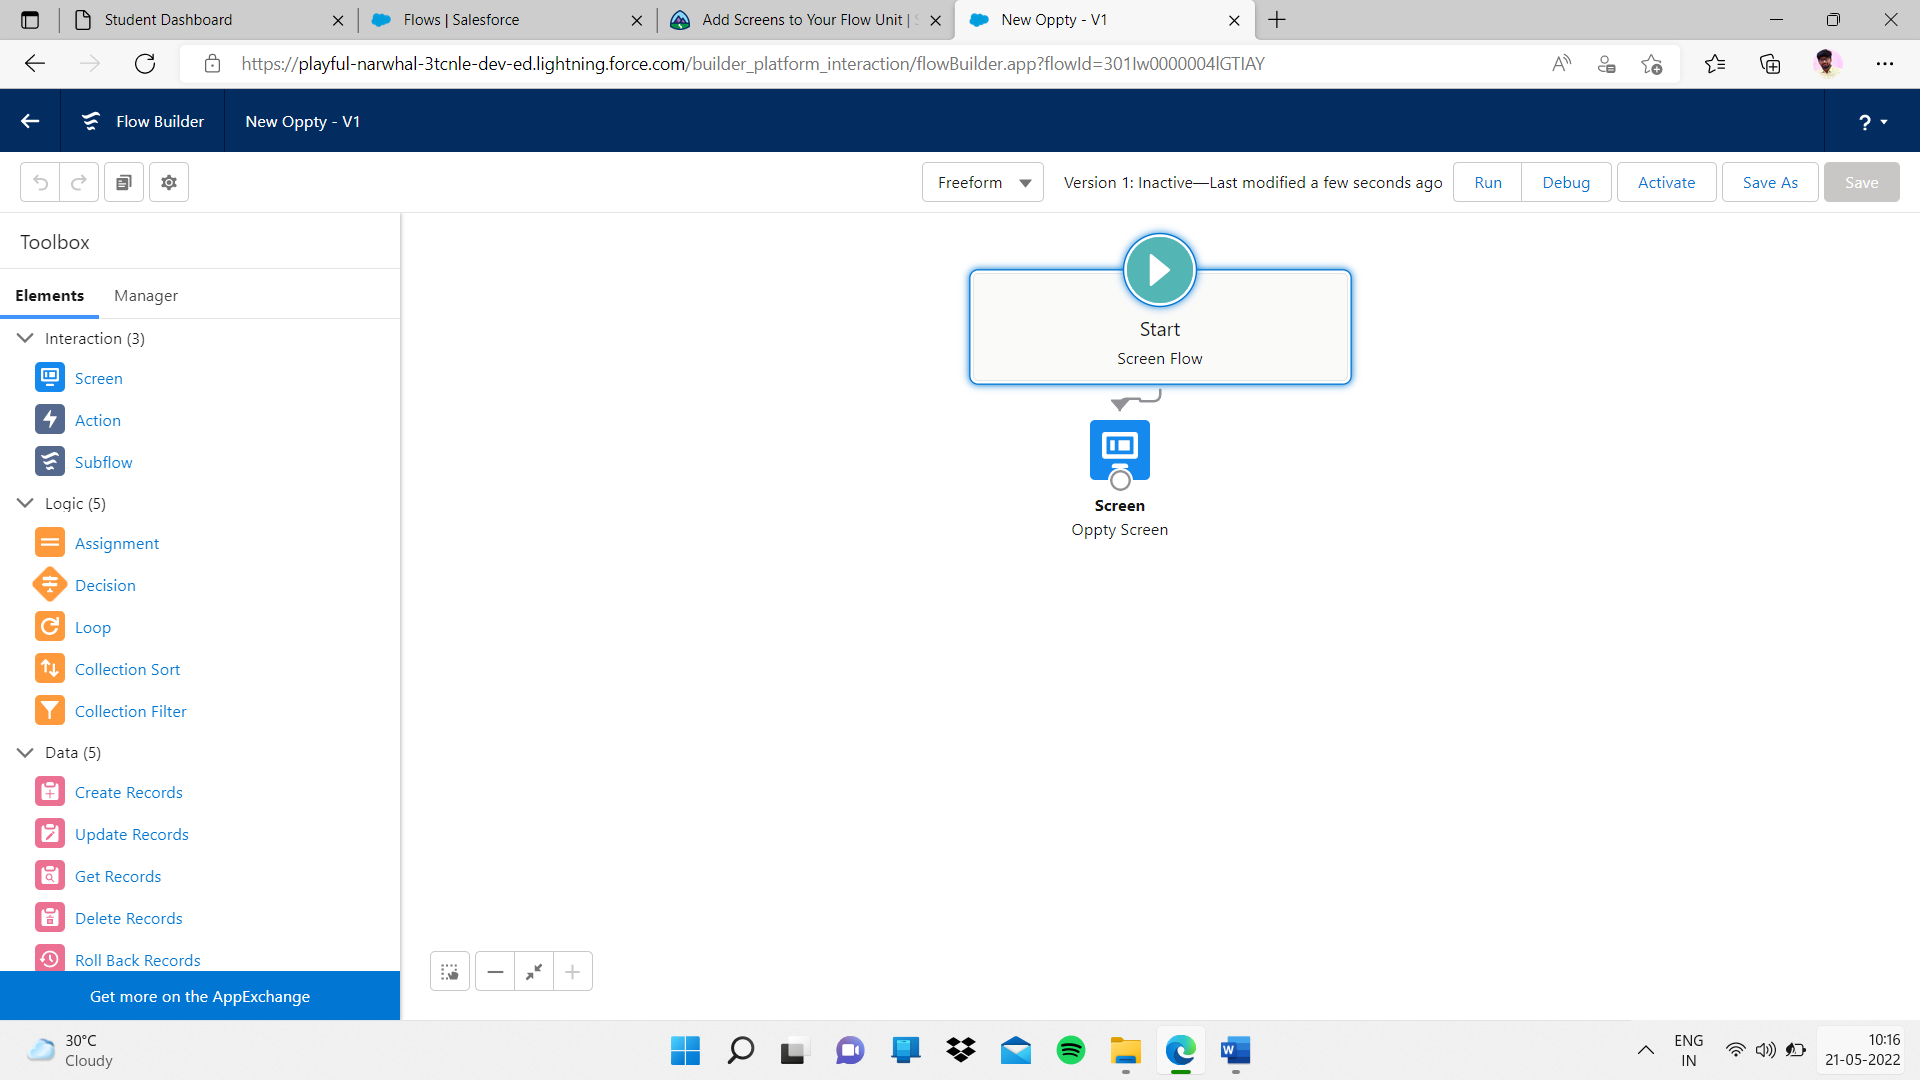 Student Dashboard
Flows | Salesforce
Add Screens to Your Flow Unit |
New Oppty - V1
https://playful-narwhal-3tcnle-dev-ed.lightning.force.com/builder_platform_interaction/flowBuilder.app?flowId=301Iw0000004lGTIAY
Flow Builder
New Oppty - V1
?
Freeform
Version 1: Inactive—Last modified a few seconds ago
Run
Debug
Activate
Save As
Save
Toolbox
Elements
Manager
Interaction (3)
Screen
Action
Subflow
Logic (5)
Assignment
Decision
Loop
Collection Sort
Collection Filter
Data (5)
Create Records
Update Records
Get Records
Delete Records
Roll Back Records
Get more on the AppExchange
Start
Screen Flow
Screen
Oppty Screen
30°C
Cloudy
ENG
IN
10:16
21-05-2022